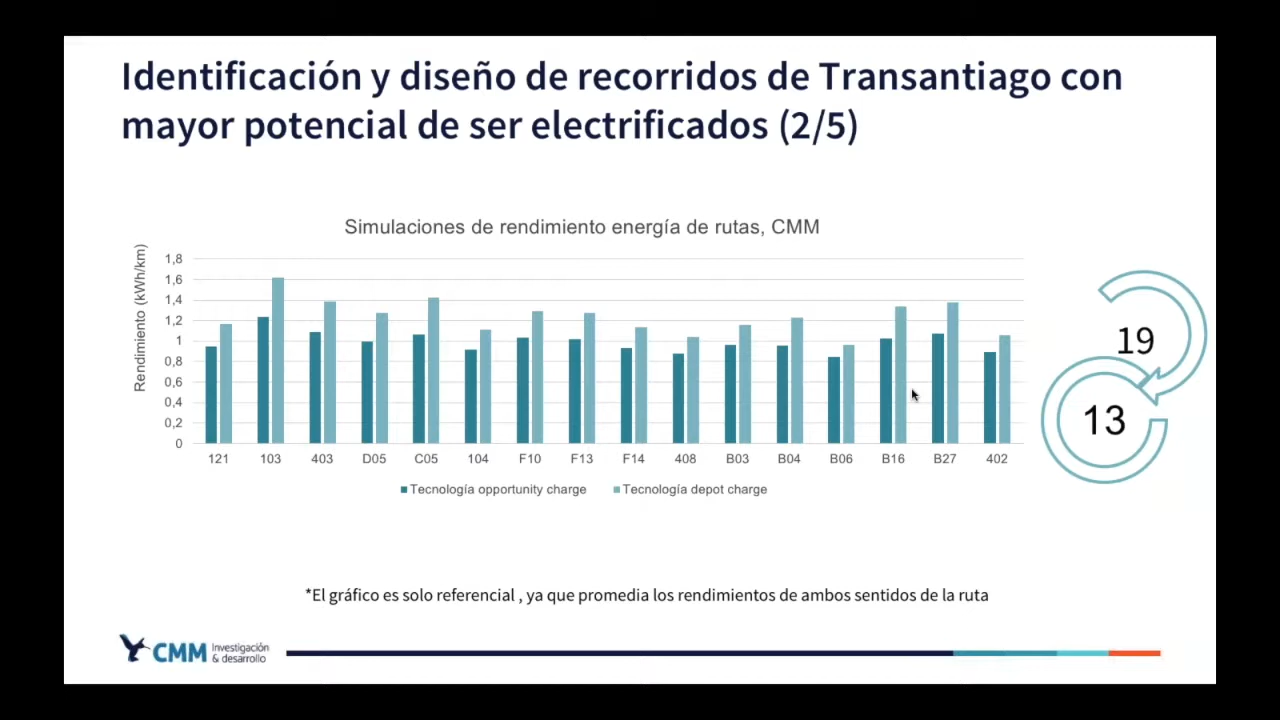 Identificación y diseño de recorridos de Transantiago con
mayor potencial de ser electrificados (2/5)
Simulaciones de rendimiento energía de rutas, CMM
Rendimiento (kWh/km)
1,8
1,6
1,4
1,2
1
0,8
0,6
0,4
0,2
0
121 103 403 D05 C05 104 F10 F13 F14 408 B03 B04 B06 B16 B27 402
Tecnología opportunity charge Tecnología depot charge
19
13
*El gráfico es solo referencial , ya que promedia los rendimientos de ambos sentidos de la ruta
CMM Investigación
& desarrollo